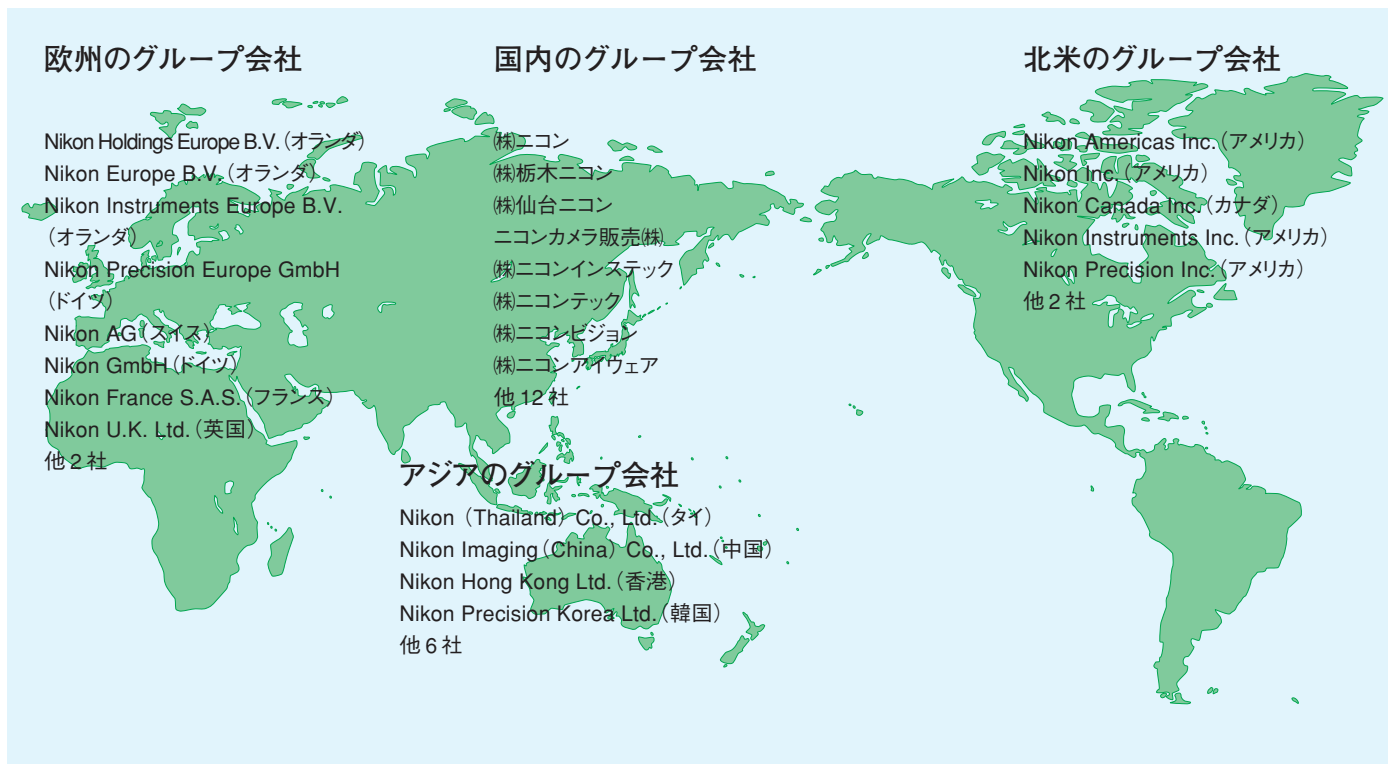 欧州のグループ会社
Nikon Holdings Europe B.V.（オランダ）
Nikon Europe B.V.（オランダ）
Nikon Instruments Europe B.V.
（オランダ）
Nikon Precision Europe GmbH
（ドイツ）
Nikon AG（スイス）
Nikon GmbH（ドイツ）
Nikon France S.A.S.（フランス）
Nikon U.K. Ltd.（英国）
他 2 社
国内のグループ会社
㈱ニコン
㈱栃木ニコン
㈱仙台ニコン
ニコンカメラ販売㈱
㈱ニコンインステック
㈱ニコンテック
㈱ニコンビジョン
㈱ニコンアイウェア
他 12 社
北米のグループ会社
Nikon Americas Inc.（アメリカ）
Nikon Inc.（アメリカ）
Nikon Canada Inc.（カナダ）
Nikon Instruments Inc.（アメリカ）
Nikon Precision Inc.（アメリカ）
他 2 社
アジアのグループ会社
Nikon（Thailand）Co., Ltd.（タイ）
Nikon Imaging（China）Co., Ltd.（中国）
Nikon Hong Kong Ltd.（香港）
Nikon Precision Korea Ltd.（韓国）
他 6 社